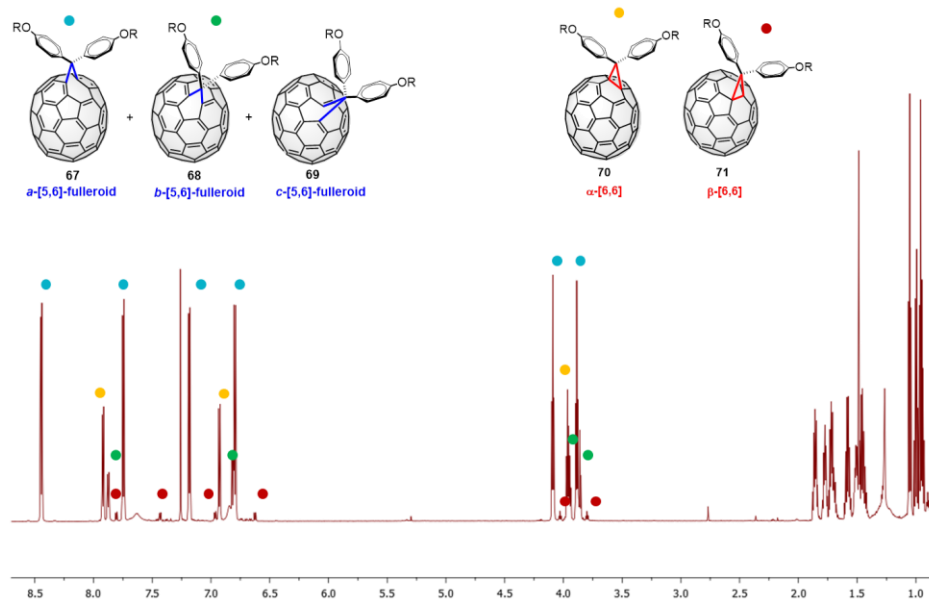 RO
OR
RO
OR
RO
OR
RO
OR
RO
OR
+
+
67
68
69
70
71
a-[5,6]-fulleroid
b-[5,6]-fulleroid
c-[5,6]-fulleroid
α-[6,6]
β-[6,6]
8.5 8.0 7.5 7.0 6.5 6.0 5.5 5.0 4.5 4.0 3.5 3.0 2.5 2.0 1.5 1.0